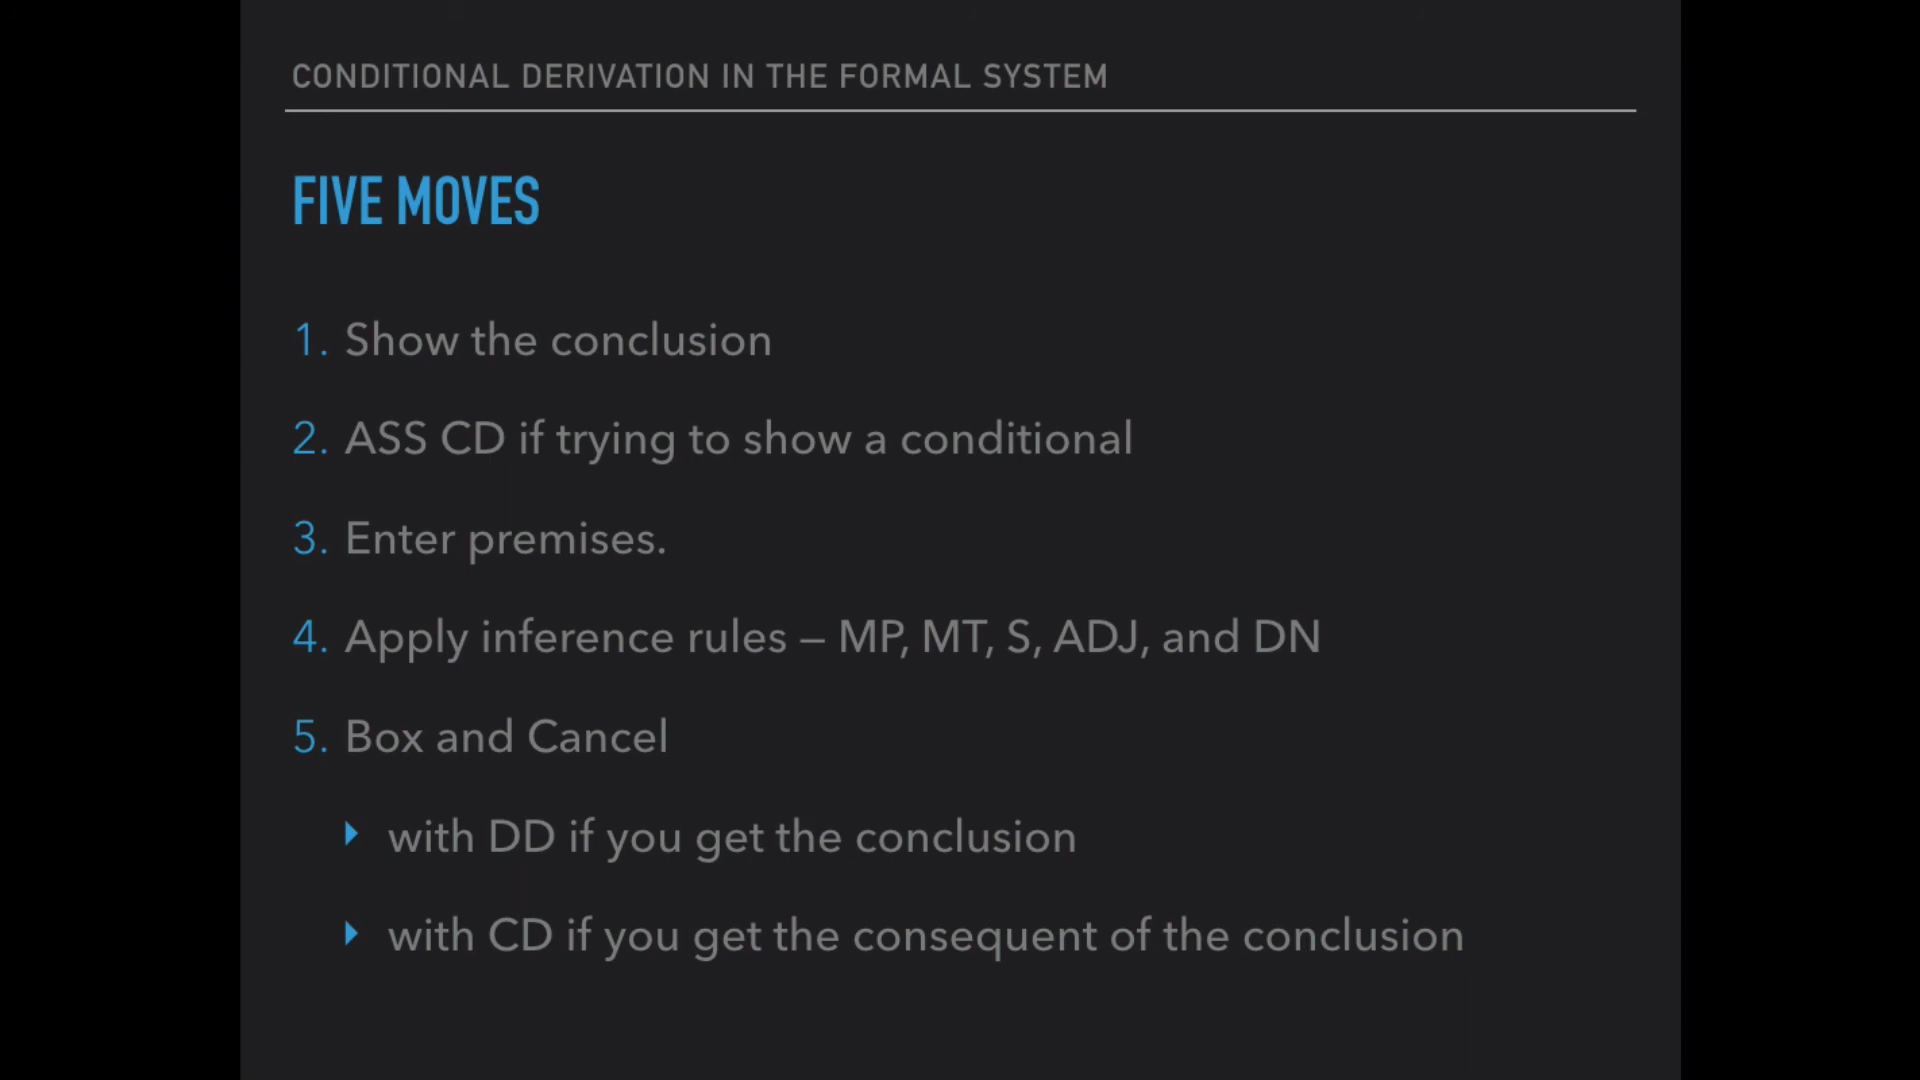 CONDITIONAL DERIVATION IN THE FORMAL SYSTEM
FIVE MOVES
1. Show the conclusion
2. ASS CD if trying to show a conditional
3. Enter premises.
4. Apply inference rules – MP, MT, S, ADJ, and DN
5. Box and Cancel
with DD if you get the conclusion
with CD if you get the consequent of the conclusion